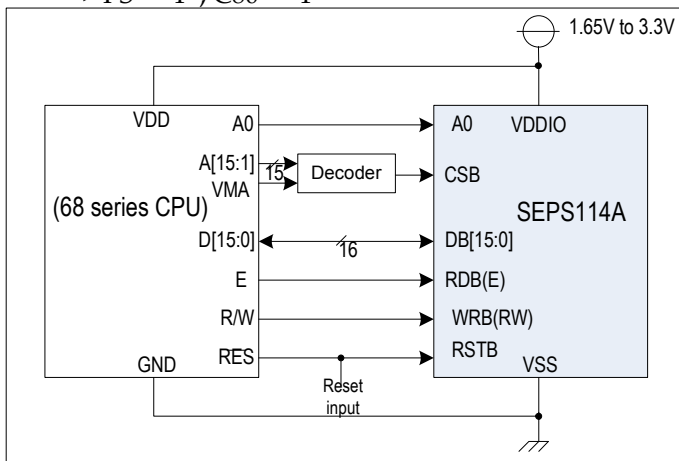 1.65V to 3.3V
VDD
A0
A0
VDDIO
A[15:1]
15
Decoder
CSB
VMA
(68 series CPU)
SEPS114A
D[15:0]
16
DB[15:0]
E
RDB(E)
R/W
WRB(RW)
RES
RSTB
GND
VSS
Reset
input